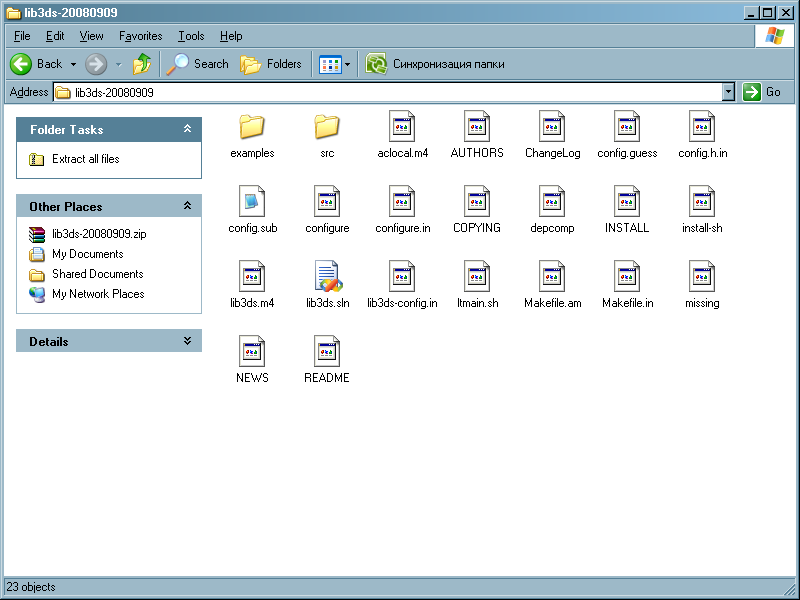 lib3ds-20080909
File Edit View Favorites Tools Help
Back Search Folders Синхронизация папки
Address lib3ds-20080909 Go
Folder Tasks
Extract all files
Other Places
lib3ds-20080909.zip
My Documents
Shared Documents
My Network Places
Details
examples src aclocal.m4 AUTHORS ChangeLog config.guess config.h.in
config.sub configure configure.in COPYING depcomp INSTALL install-sh
lib3ds.m4 lib3ds.sln lib3ds-config.in ltmain.sh Makefile.am Makefile.in missing
NEWS README
23 objects